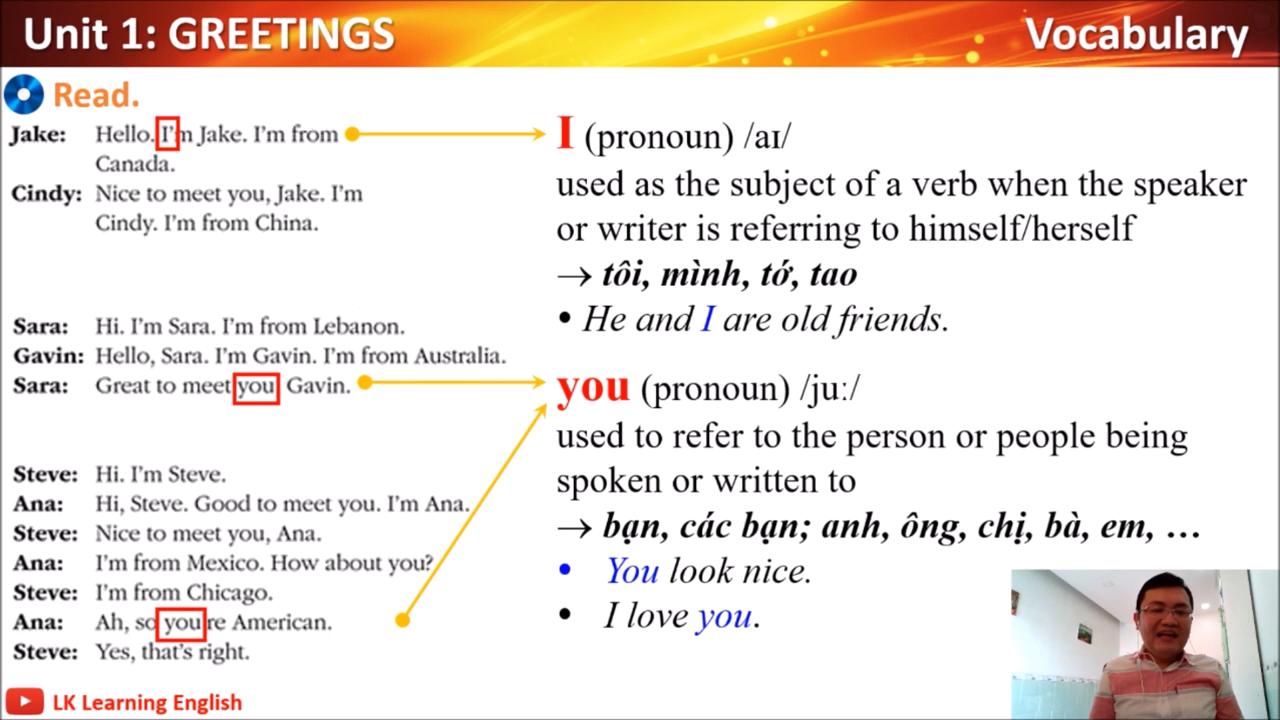 Unit 1: GREETINGS
Vocabulary
Read.
Jake: Hello. I'm Jake. I'm from
Canada.
Cindy: Nice to meet you, Jake. I'm
Cindy. I'm from China.
Sara: Hi. I'm Sara. I'm from Lebanon.
Gavin: Hello, Sara. I'm Gavin. I'm from Australia.
Sara: Great to meet you Gavin.
Steve: Hi. I'm Steve.
Ana: Hi, Steve. Good to meet you. I'm Ana.
Steve: Nice to meet you, Ana.
Ana: I'm from Mexico. How about you?
Steve: I'm from Chicago.
Ana: Ah, so you're American.
Steve: Yes, that's right.
I (pronoun) /aɪ/
used as the subject of a verb when the speaker
or writer is referring to himself/herself
→ tôi, mình, tớ, tao
• He and I are old friends.
you (pronoun) /juː/
used to refer to the person or people being
spoken or written to
→ bạn, các bạn; anh, ông, chị, bà, em, …
• You look nice.
• I love you.
LK Learning English